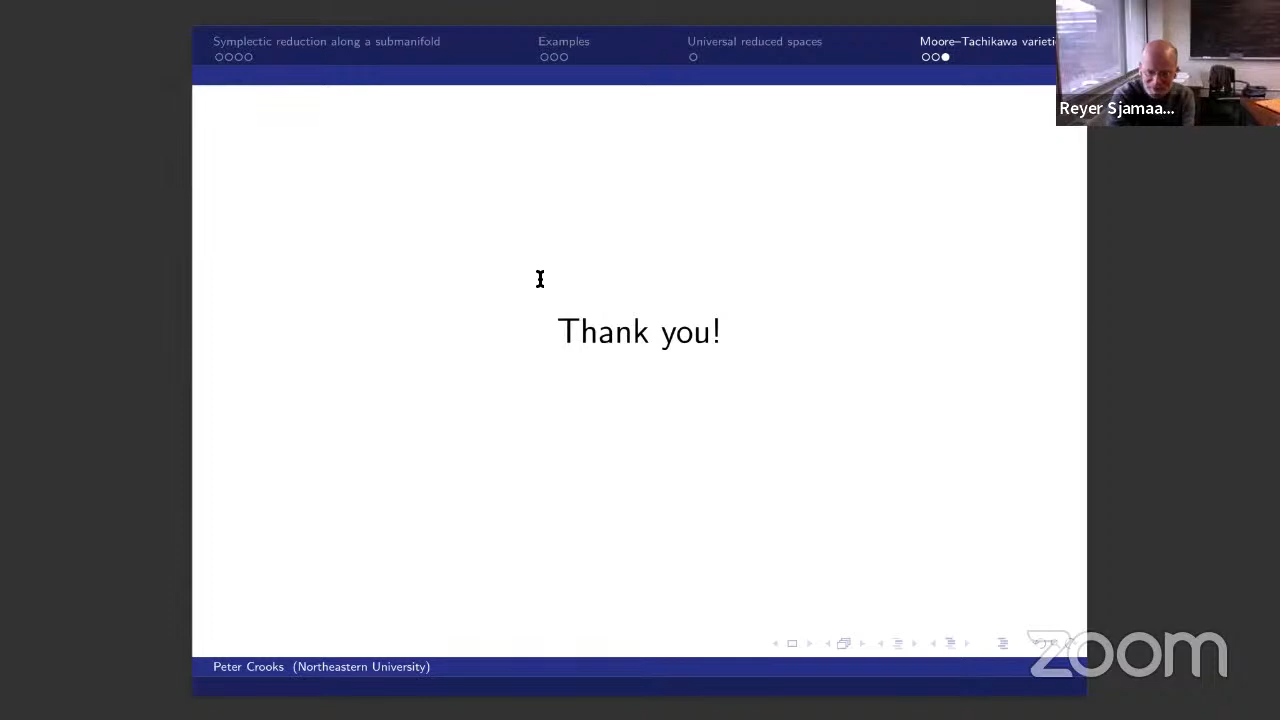 Symplectic reduction along a submanifold
Examples
Universal reduced spaces
Moore–Tachikawa varieti
Reyer Sjamaa...
Thank you!
Peter Crooks (Northeastern University)
zoom